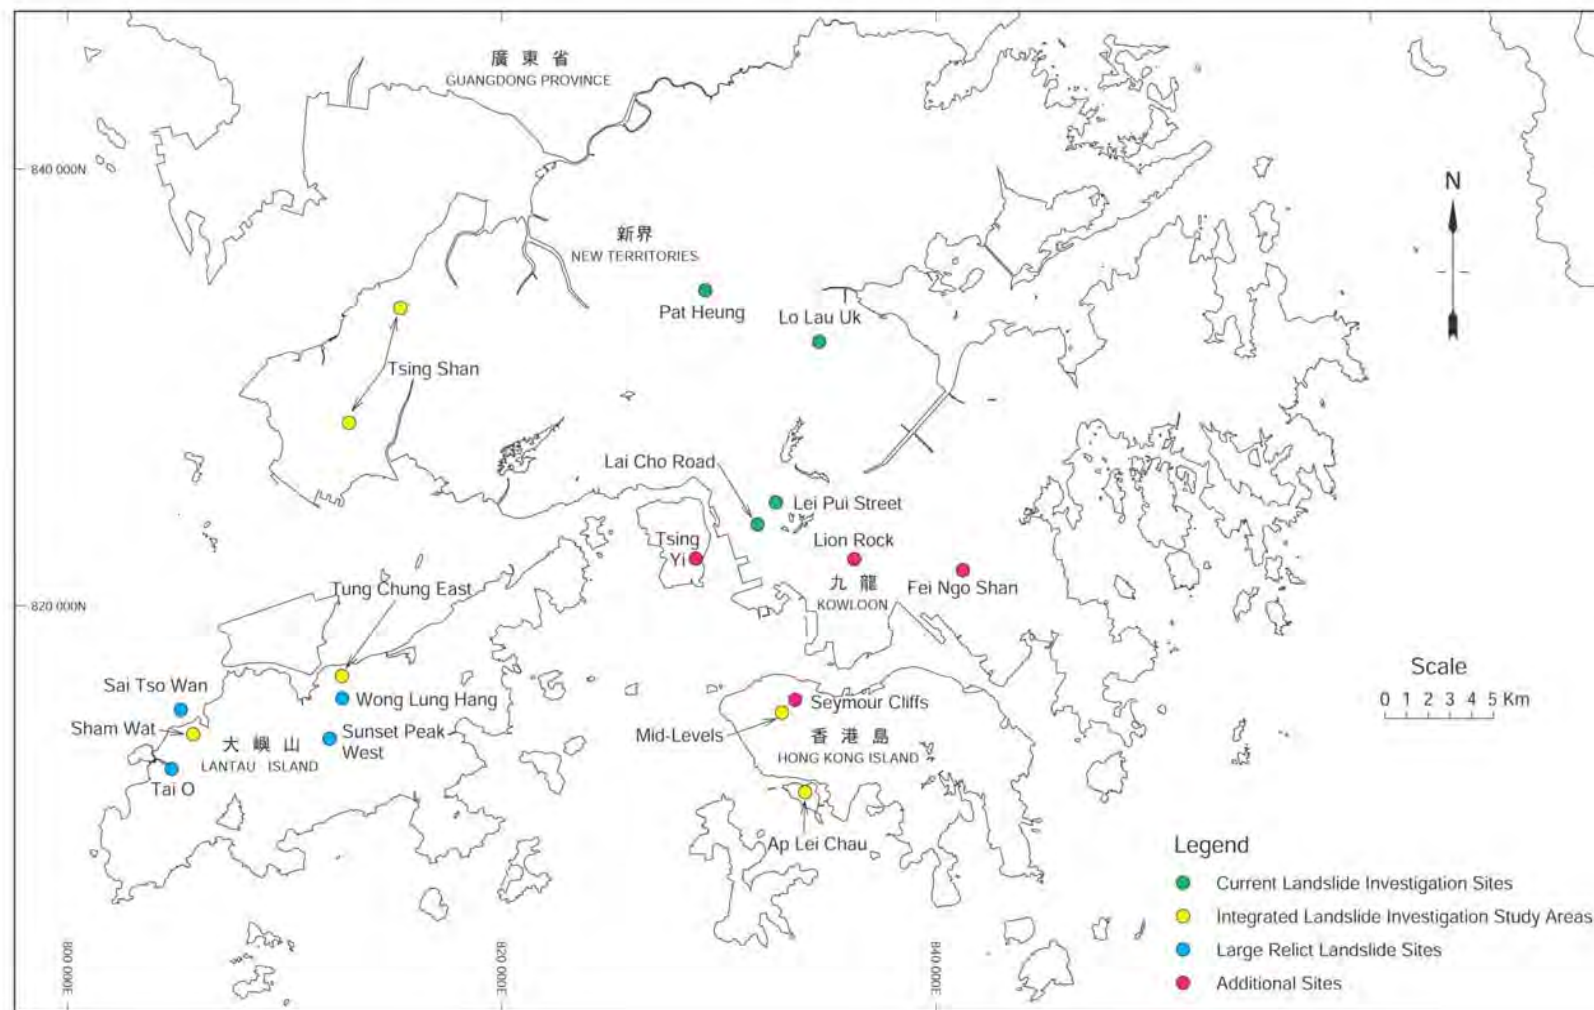 廣 東 省
GUANGDONG PROVINCE
840 000N
N
新界
NEW TERRITORIES
Pat Heung
Lo Lau Uk
Tsing Shan
Lai Cho Road
Lei Pui Street
Tsing
Yi
Lion Rock
九 龍
KOWLOON
Fei Ngo Shan
Tung Chung East
820 000N
Scale
0 1 2 3 4 5 Km
Sai Tso Wan
Wong Lung Hang
Sham Wat
Sunset Peak
West
大 嶼 山
LANTAU ISLAND
Tai O
Seymour Cliffs
Mid-Levels
香 港 島
HONG KONG ISLAND
Ap Lei Chau
Legend
Current Landslide Investigation Sites
Integrated Landslide Investigation Study Areas
Large Relict Landslide Sites
Additional Sites
800 000E
820 000E
840 000E